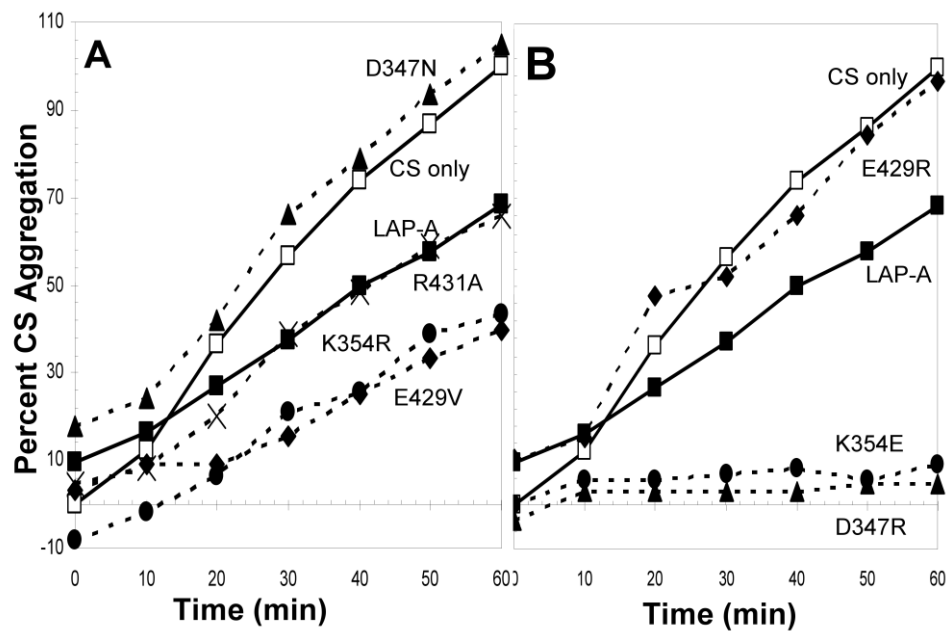 A
B
Percent CS Aggregation
110
90
70
50
30
10
-10
D347N
CS only
LAP-A
R431A
K354R
E429V
CS only
E429R
LAP-A
K354E
D347R
0 10 20 30 40 50 60 10 20 30 40 50 60
Time (min) Time (min)